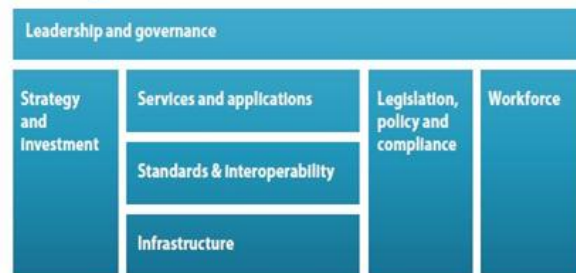 Leadership and governance
Strategy
and
investment
Services and applications
Standards & interoperability
Infrastructure
Legislation,
policy and
compliance
Workforce